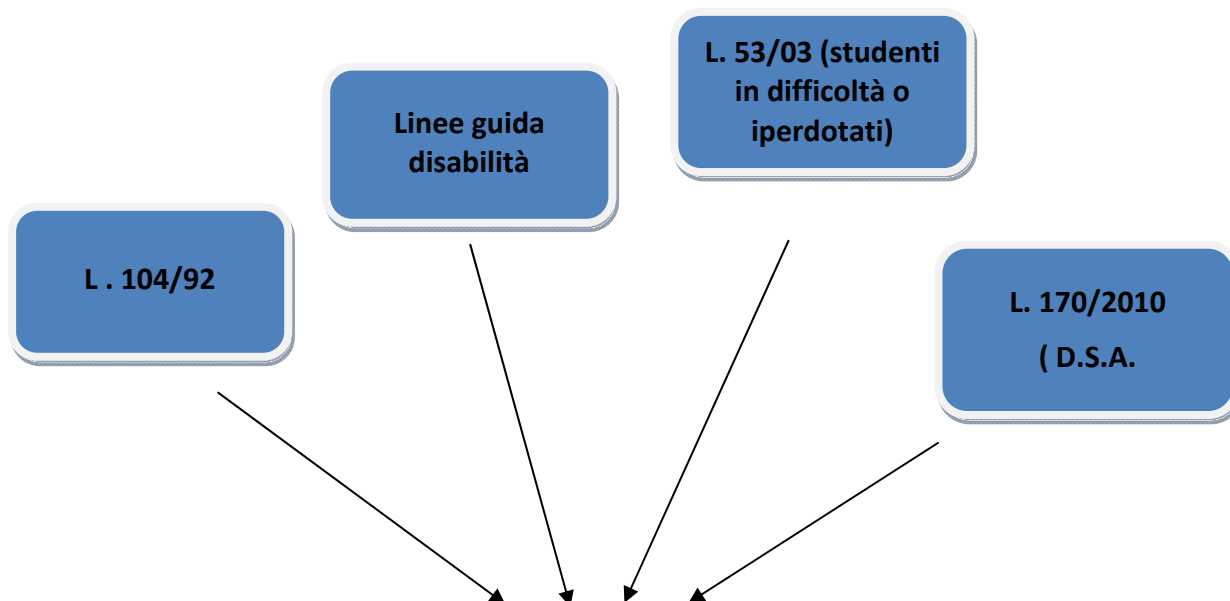 L. 53/03 (studenti
in difficoltà o
iperdotati)
Linee guida
disabilità
L . 104/92
L. 170/2010
( D.S.A.